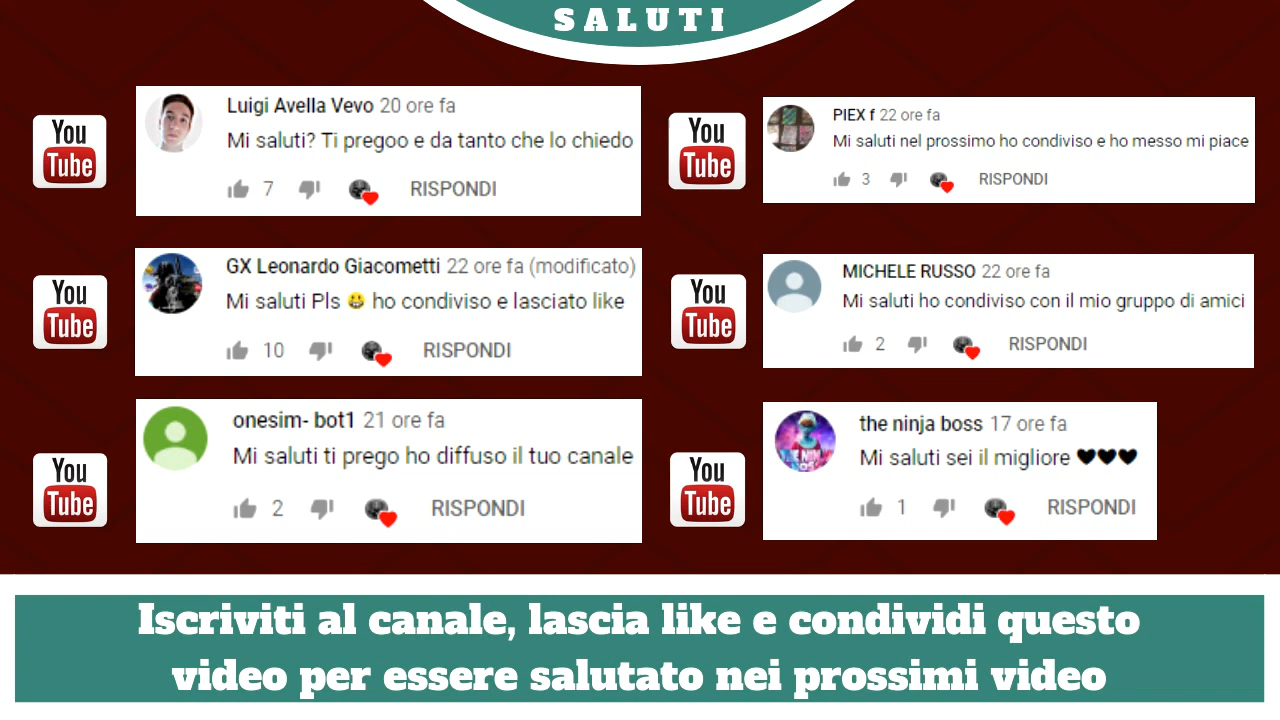 SALUTI
You
Tube
Luigi Avella Vevo 20 ore fa
Mi saluti? Ti pregoo e da tanto che lo chiedo
7 RISPONDI
You
Tube
PIEX f 22 ore fa
Mi saluti nel prossimo ho condiviso e ho messo mi piace
3 RISPONDI
You
Tube
GX Leonardo Giacometti 22 ore fa (modificato)
Mi saluti Pls 😀 ho condiviso e lasciato like
10 RISPONDI
You
Tube
MICHELE RUSSO 22 ore fa
Mi saluti ho condiviso con il mio gruppo di amici
2 RISPONDI
You
Tube
onesim- bot1 21 ore fa
Mi saluti ti prego ho diffuso il tuo canale
2 RISPONDI
You
Tube
the ninja boss 17 ore fa
Mi saluti sei il migliore ♥♥♥
1 RISPONDI
Iscriviti al canale, lascia like e condividi questo
video per essere salutato nei prossimi video